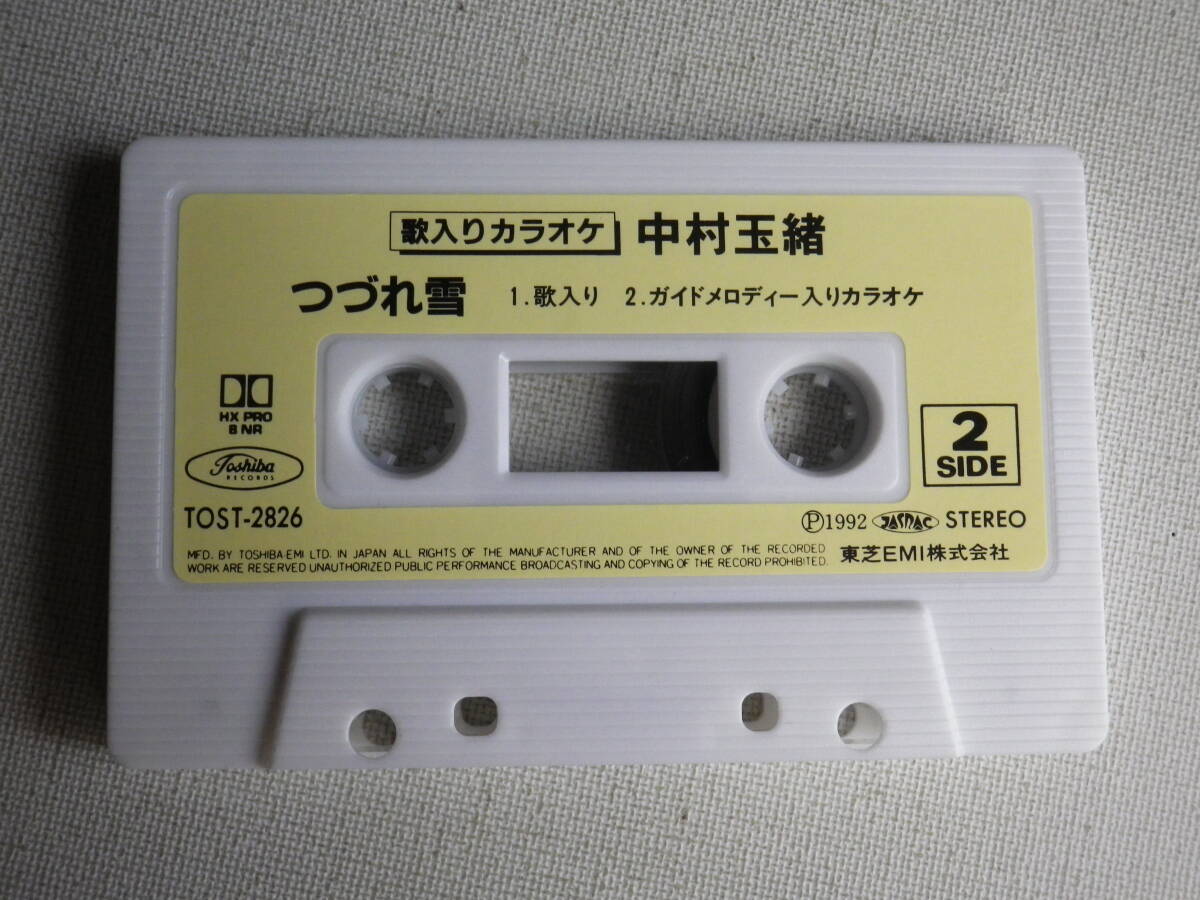 歌入りカラオケ 中村玉緒
つづれ雪 1.歌入り 2.ガイドメロディー入りカラオケ
HX PRO
B NR
2
SIDE
Toshiba
RECORDS
TOST-2826
Ⓟ1992 JASRAC STEREO
MFD. BY TOSHIBA-EMI LTD. IN JAPAN ALL RIGHTS OF THE MANUFACTURER AND OF THE OWNER OF THE RECORDED
WORK ARE RESERVED UNAUTHORIZED PUBLIC PERFORMANCE BROADCASTING AND COPYING OF THE RECORD PROHIBITED.
東芝EMI株式会社